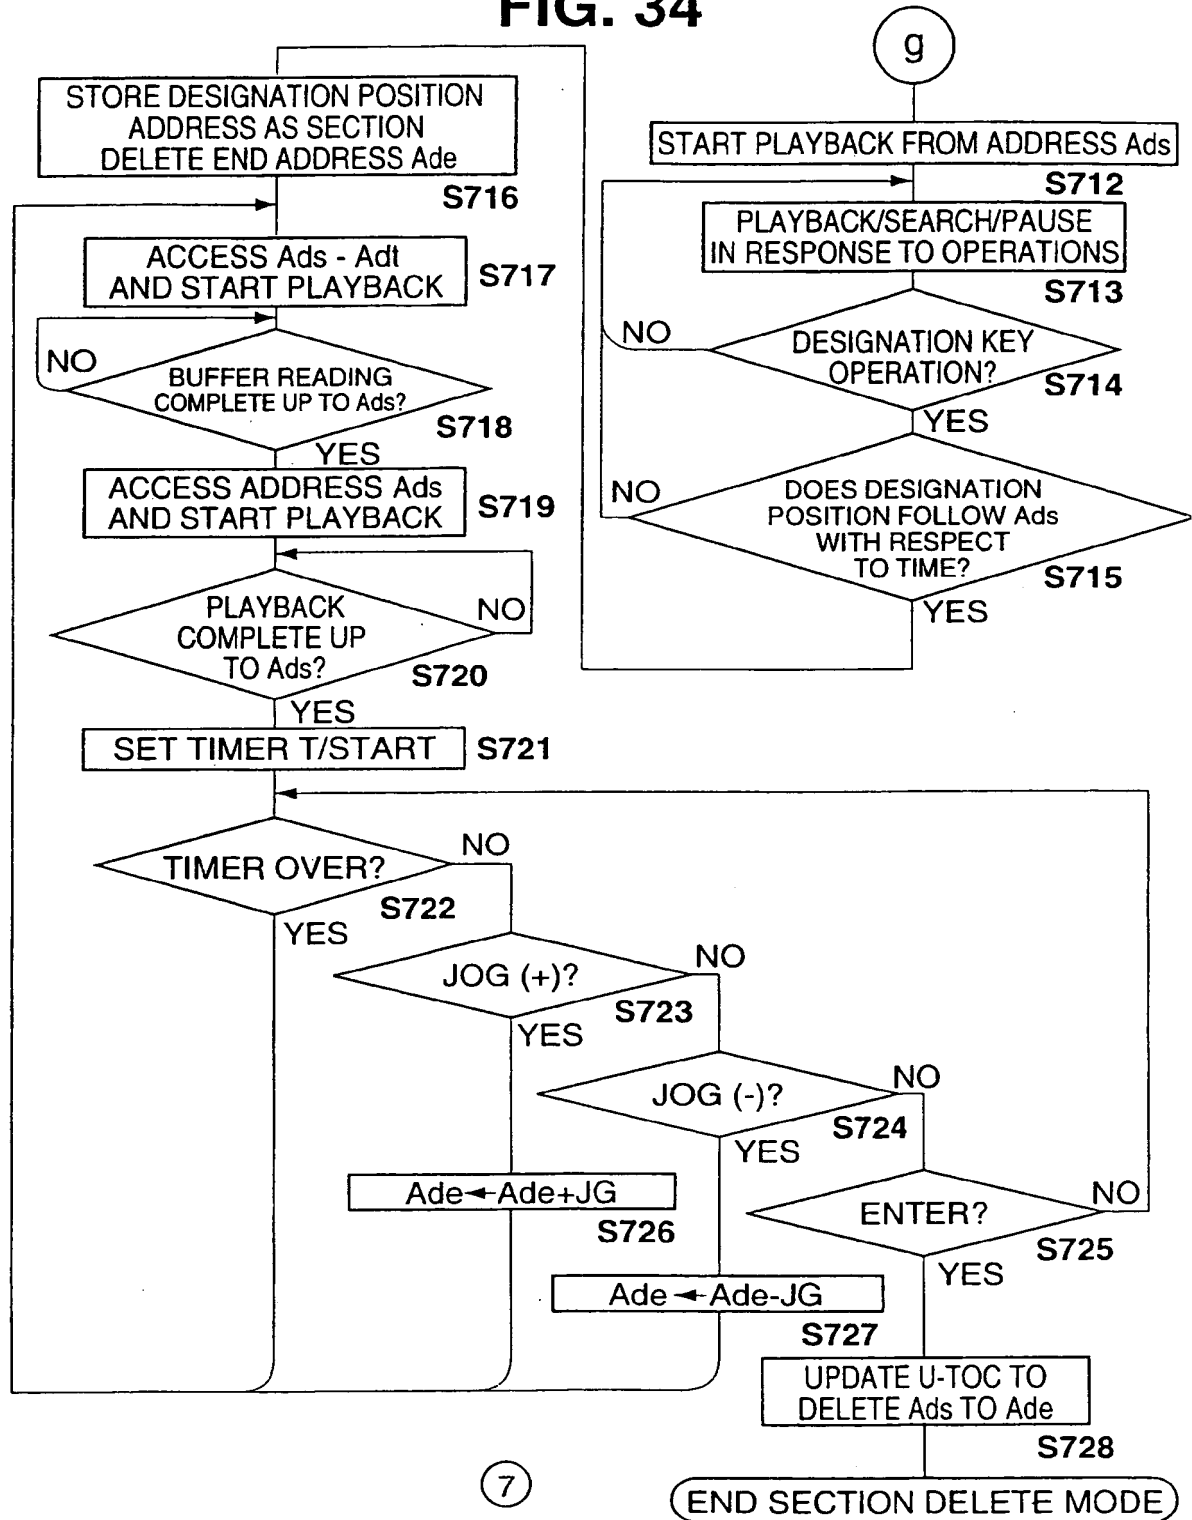 FIG. 34
g
START PLAYBACK FROM ADDRESS Ads
S712
PLAYBACK/SEARCH/PAUSE
IN RESPONSE TO OPERATIONS
S713
DESIGNATION KEY
OPERATION?
S714
NO
YES
DOES DESIGNATION
POSITION FOLLOW Ads
WITH RESPECT
TO TIME?
S715
NO
YES
STORE DESIGNATION POSITION
ADDRESS AS SECTION
DELETE END ADDRESS Ade
S716
ACCESS Ads - Adt
AND START PLAYBACK
S717
NO
BUFFER READING
COMPLETE UP TO Ads?
S718
YES
ACCESS ADDRESS Ads
AND START PLAYBACK
S719
PLAYBACK
COMPLETE UP
TO Ads?
NO
S720
YES
SET TIMER T/START
S721
TIMER OVER?
NO
S722
YES
JOG (+)?
NO
S723
YES
JOG (-)?
NO
S724
YES
Ade←Ade+JG
S726
ENTER?
NO
S725
YES
Ade←Ade-JG
S727
UPDATE U-TOC TO
DELETE Ads TO Ade
S728
END SECTION DELETE MODE
7